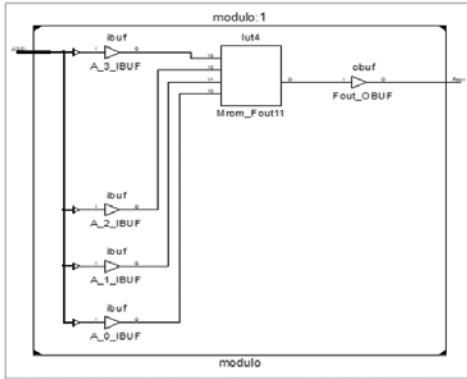 modulo:1
ibuf
A_3_IBUF
lut4
Mrom_Fout11
obuf
Fout_OBUF
ibuf
A_2_IBUF
ibuf
A_1_IBUF
ibuf
A_0_IBUF
modulo